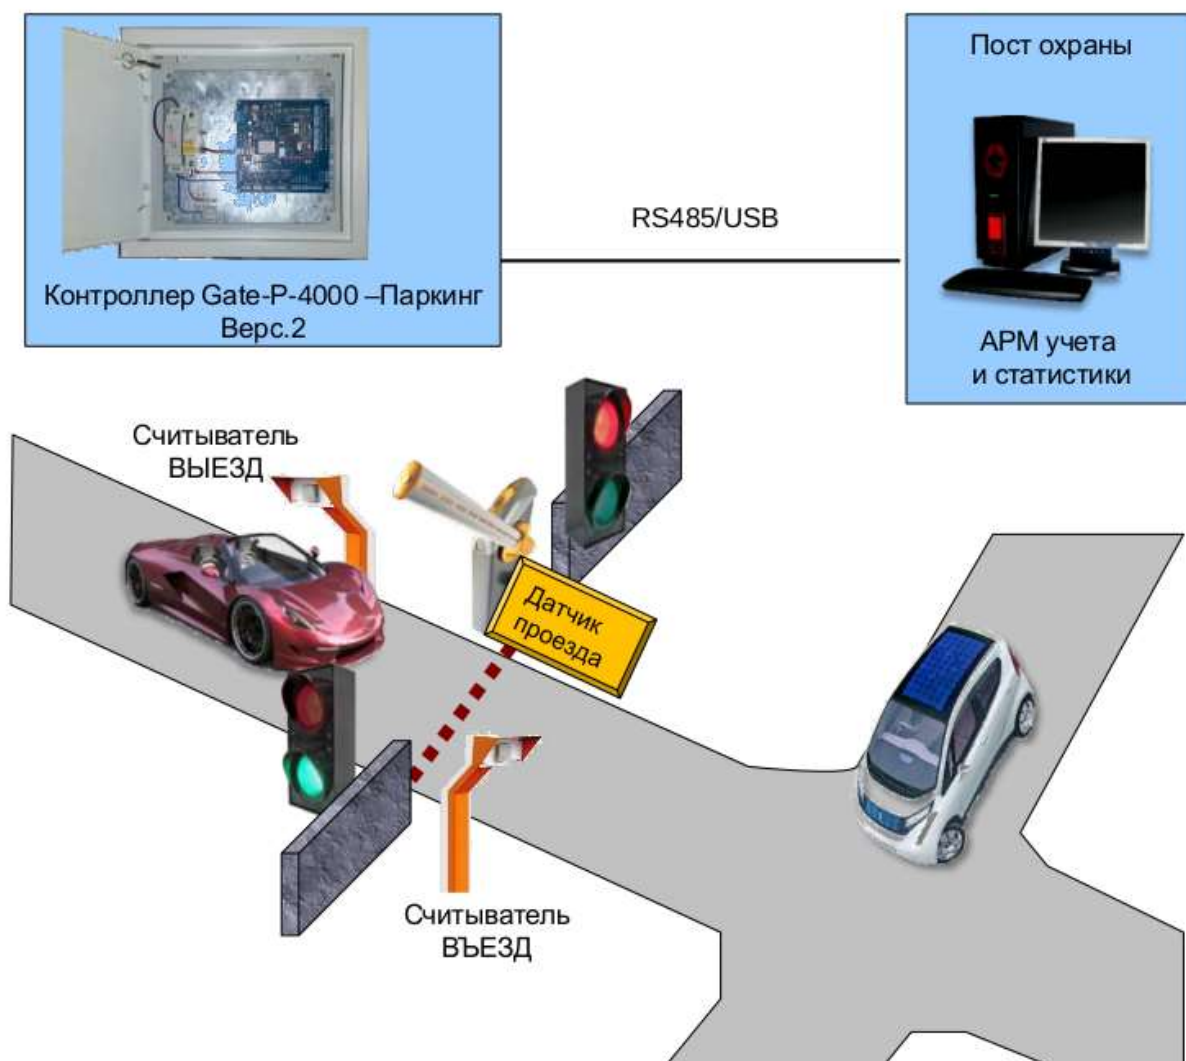 Пост охраны
RS485/USB
Контроллер Gate-P-4000 –Паркинг
Верс.2
АРМ учета
и статистики
Считыватель
ВЫЕЗД
Датчик
проезда
Считыватель
ВЪЕЗД